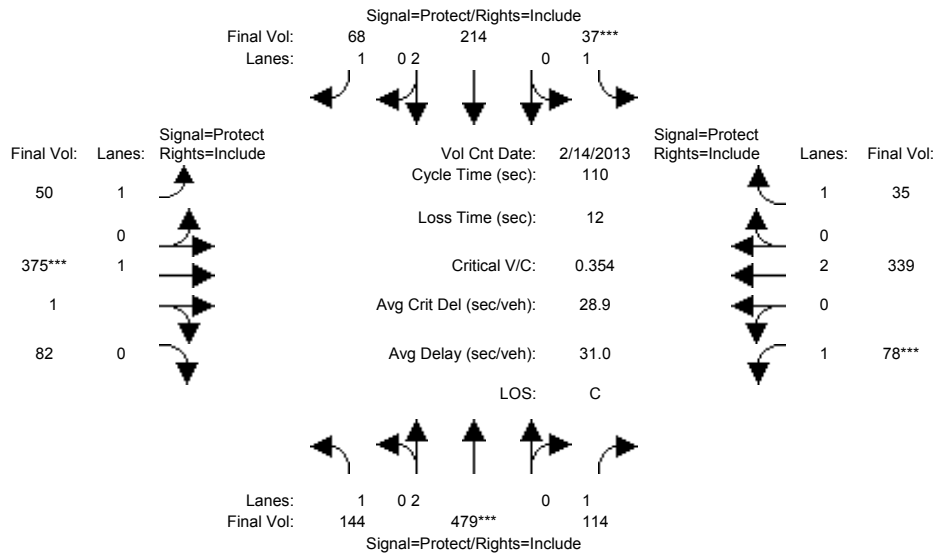 Signal=Protect/Rights=Include
Final Vol: 68 214 37***
Lanes: 1 0 2 0 1
Signal=Protect Signal=Protect
Final Vol: Lanes: Rights=Include Vol Cnt Date: 2/14/2013 Rights=Include Lanes: Final Vol:
Cycle Time (sec): 110
50 1 1 35
Loss Time (sec): 12
0 0
375*** 1 Critical V/C: 0.354 2 339
1 Avg Crit Del (sec/veh): 28.9 0
82 0 Avg Delay (sec/veh): 31.0 1 78***
LOS: C
Lanes: 1 0 2 0 1
Final Vol: 144 479*** 114
Signal=Protect/Rights=Include